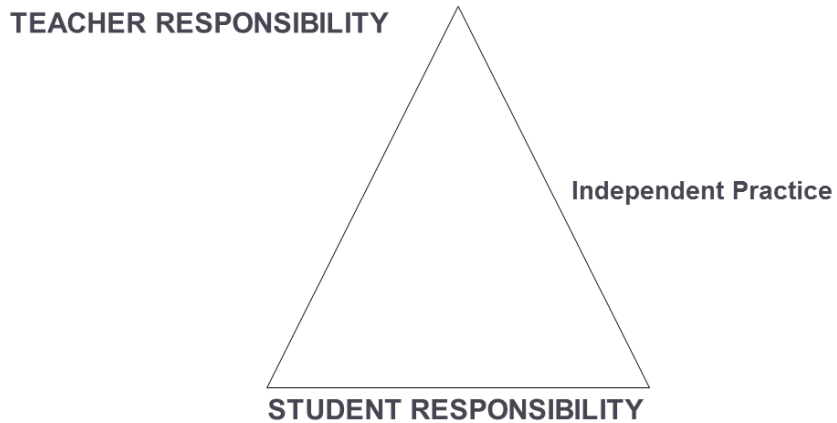 TEACHER RESPONSIBILITY
Independent Practice
STUDENT RESPONSIBILITY